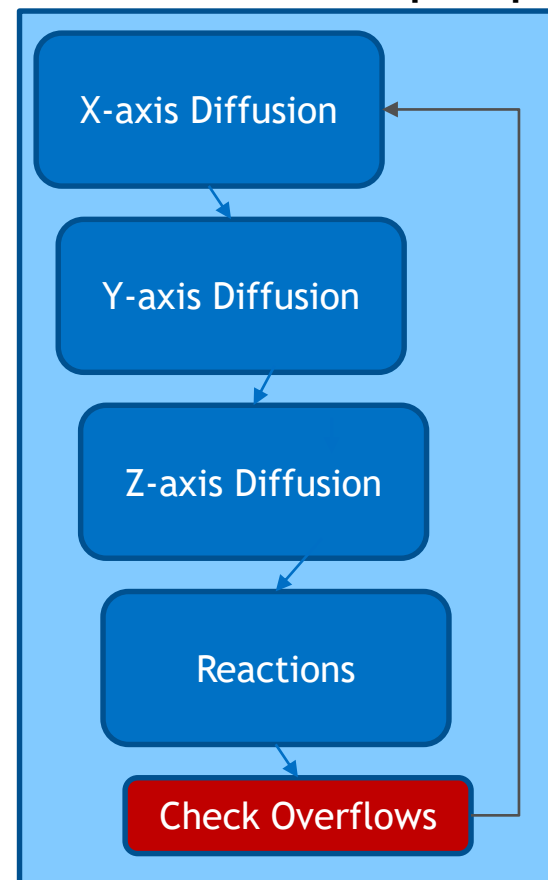 X-axis Diffusion
Y-axis Diffusion
Z-axis Diffusion
Reactions
Check Overflows